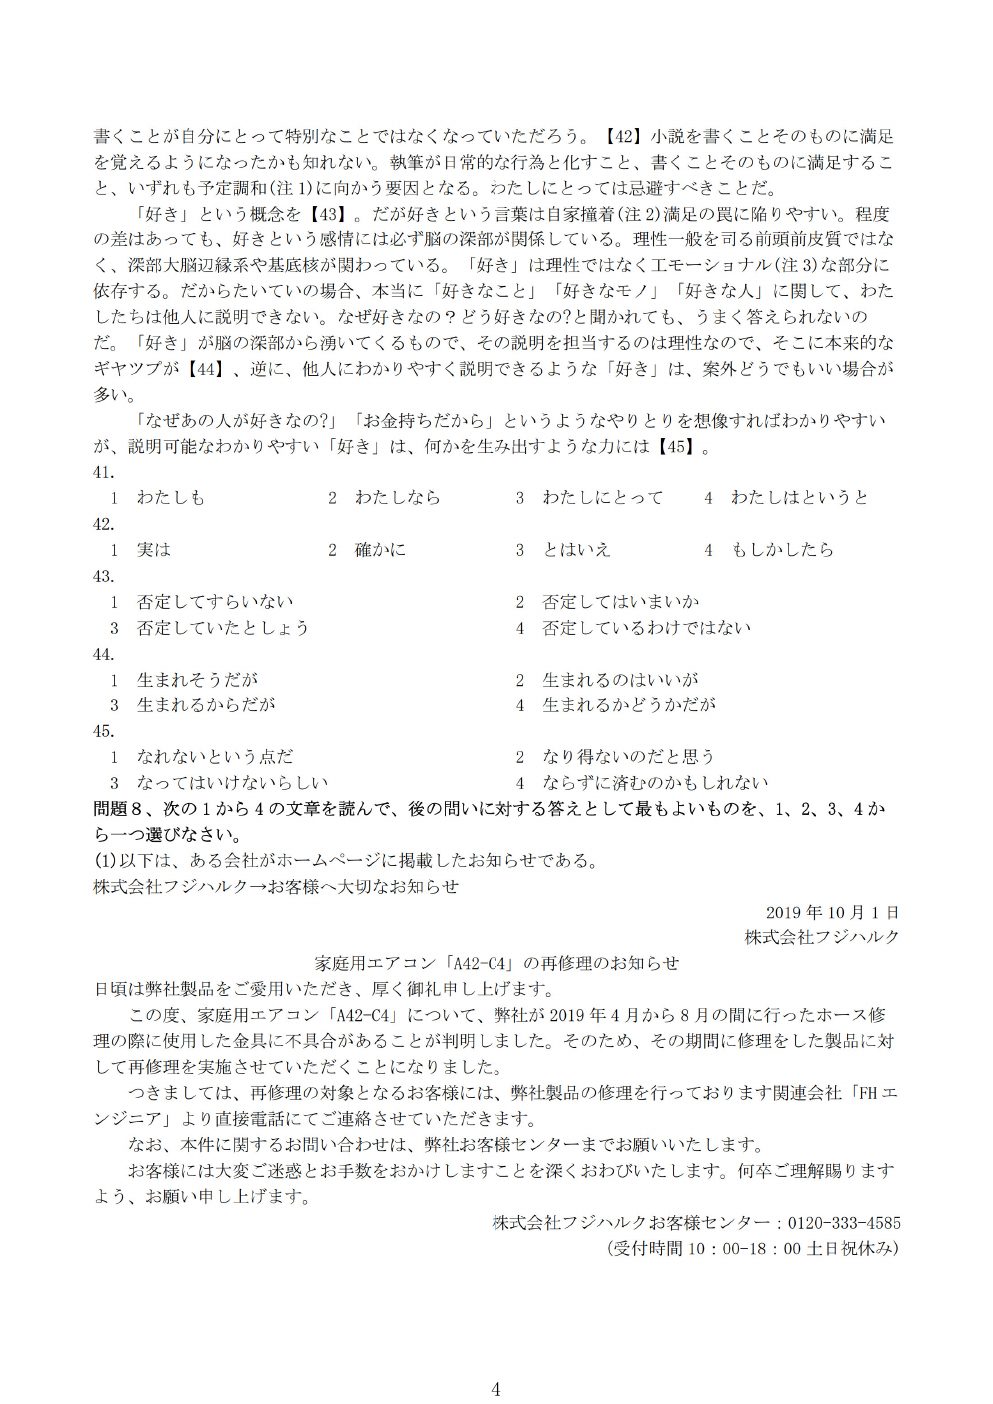 書くことが自分にとって特別なことではなくなっていただろう。【42】小説を書くことそのものに満足
を覚えるようになったかも知れない。執筆が日常的な行為と化すこと、書くことそのものに満足するこ
と、いずれも予定調和(注1)に向かう要因となる。わたしにとっては忌避すべきことだ。
「好き」という概念を【43】。だが好きという言葉は自家撞着(注2)満足の罠に陥りやすい。程度
の差はあっても、好きという感情には必ず脳の深部が関係している。理性一般を司る前頭前皮質ではな
く、深部大脳辺縁系や基底核が関わっている。「好き」は理性ではなくエモーショナル(注3)な部分に
依存する。だからたいていの場合、本当に「好きなこと」「好きなモノ」「好きな人」に関して、わた
したちは他人に説明できない。なぜ好きなの？どう好きなの?と聞かれても、うまく答えられないの
だ。「好き」が脳の深部から湧いてくるもので、その説明を担当するのは理性なので、そこに本来的な
ギヤツプが【44】、逆に、他人にわかりやすく説明できるような「好き」は、案外どうでもいい場合が
多い。
「なぜあの人が好きなの?」「お金持ちだから」というようなやりとりを想像すればわかりやすい
が、説明可能なわかりやすい「好き」は、何かを生み出すような力には【45】。
41.
1 わたしも 2 わたしなら 3 わたしにとって 4 わたしはというと
42.
1 実は 2 確かに 3 とはいえ 4 もしかしたら
43.
1 否定してすらいない 2 否定してはいまいか
3 否定していたとしょう 4 否定しているわけではない
44.
1 生まれそうだが 2 生まれるのはいいが
3 生まれるからだが 4 生まれるかどうかだが
45.
1 なれないという点だ 2 なり得ないのだと思う
3 なってはいけないらしい 4 ならずに済むのかもしれない
問題８、次の１から４の文章を読んで、後の問いに対する答えとして最もよいものを、1、2、3、4か
ら一つ選びなさい。
(1)以下は、ある会社がホームページに掲載したお知らせである。
株式会社フジハルク→お客様へ大切なお知らせ
2019年10月1日
株式会社フジハルク
家庭用エアコン「A42-C4」の再修理のお知らせ
日頃は弊社製品をご愛用いただき、厚く御礼申し上げます。
この度、家庭用エアコン「A42-C4」について、弊社が2019年4月から8月の間に行ったホース修
理の際に使用した金具に不具合があることが判明しました。そのため、その期間に修理をした製品に対
して再修理を実施させていただくことになりました。
つきましては、再修理の対象となるお客様には、弊社製品の修理を行っております関連会社「FHエ
ンジニア」より直接電話にてご連絡させていただきます。
なお、本件に関するお問い合わせは、弊社お客様センターまでお願いいたします。
お客様には大変ご迷惑とお手数をおかけしますことを深くおわびいたします。何卒ご理解賜ります
よう、お願い申し上げます。
株式会社フジハルクお客様センター：0120-333-4585
(受付時間10：00-18：00土日祝休み)
4